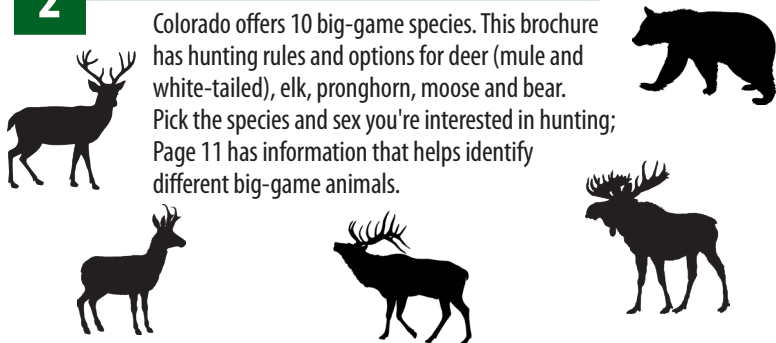 2
Colorado offers 10 big-game species. This brochure
has hunting rules and options for deer (mule and
white-tailed), elk, pronghorn, moose and bear.
Pick the species and sex you're interested in hunting;
Page 11 has information that helps identify
different big-game animals.